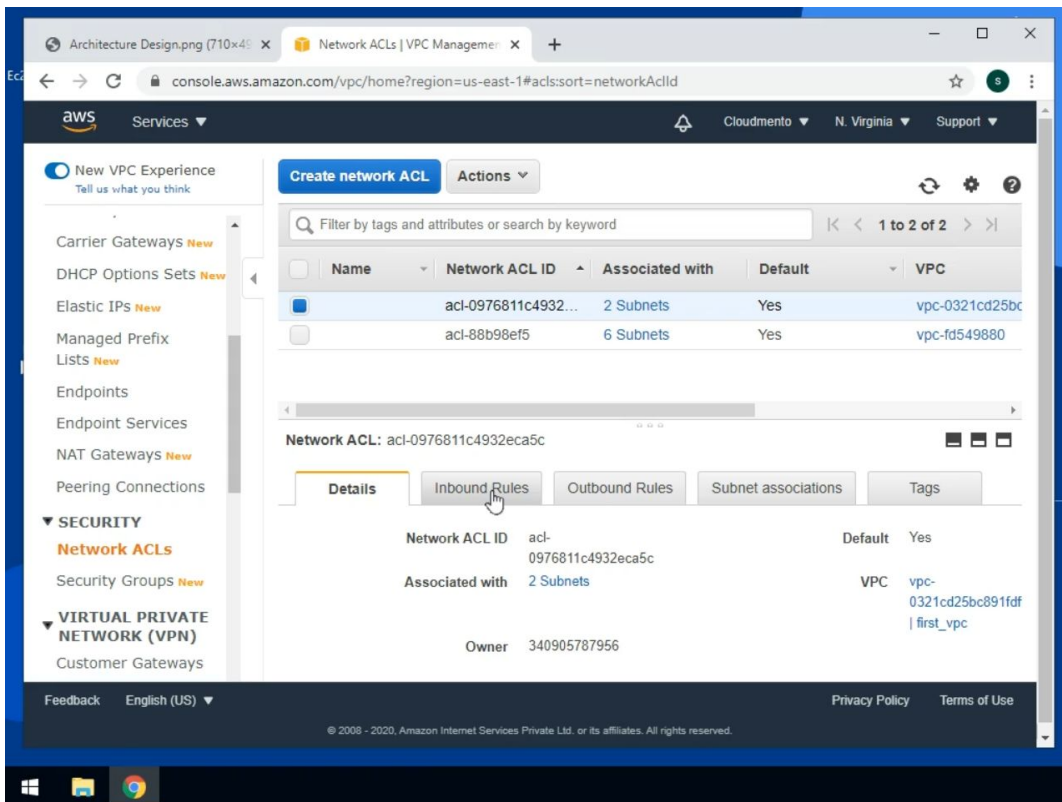 Architecture Design.png (710×49
Network ACLs | VPC Managemen
Ec2
console.aws.amazon.com/vpc/home?region=us-east-1#acls:sort=networkAclId
S
aws
Services
Cloudmento
N. Virginia
Support
New VPC Experience
Tell us what you think
Carrier Gateways New
DHCP Options Sets New
Elastic IPs New
Managed Prefix
Lists New
Endpoints
Endpoint Services
NAT Gateways New
Peering Connections
SECURITY
Network ACLs
Security Groups New
VIRTUAL PRIVATE
NETWORK (VPN)
Customer Gateways
Create network ACL
Actions
Filter by tags and attributes or search by keyword
1 to 2 of 2
Name Network ACL ID Associated with Default VPC
acl-0976811c4932... 2 Subnets Yes vpc-0321cd25bc
acl-88b98ef5 6 Subnets Yes vpc-fd549880
Network ACL: acl-0976811c4932eca5c
Details Inbound Rules Outbound Rules Subnet associations Tags
Network ACL ID acl-
0976811c4932eca5c
Default Yes
Associated with 2 Subnets
VPC vpc-
0321cd25bc891fdf
| first_vpc
Owner 340905787956
Feedback English (US)
Privacy Policy Terms of Use
© 2008 - 2020, Amazon Internet Services Private Ltd. or its affiliates. All rights reserved.